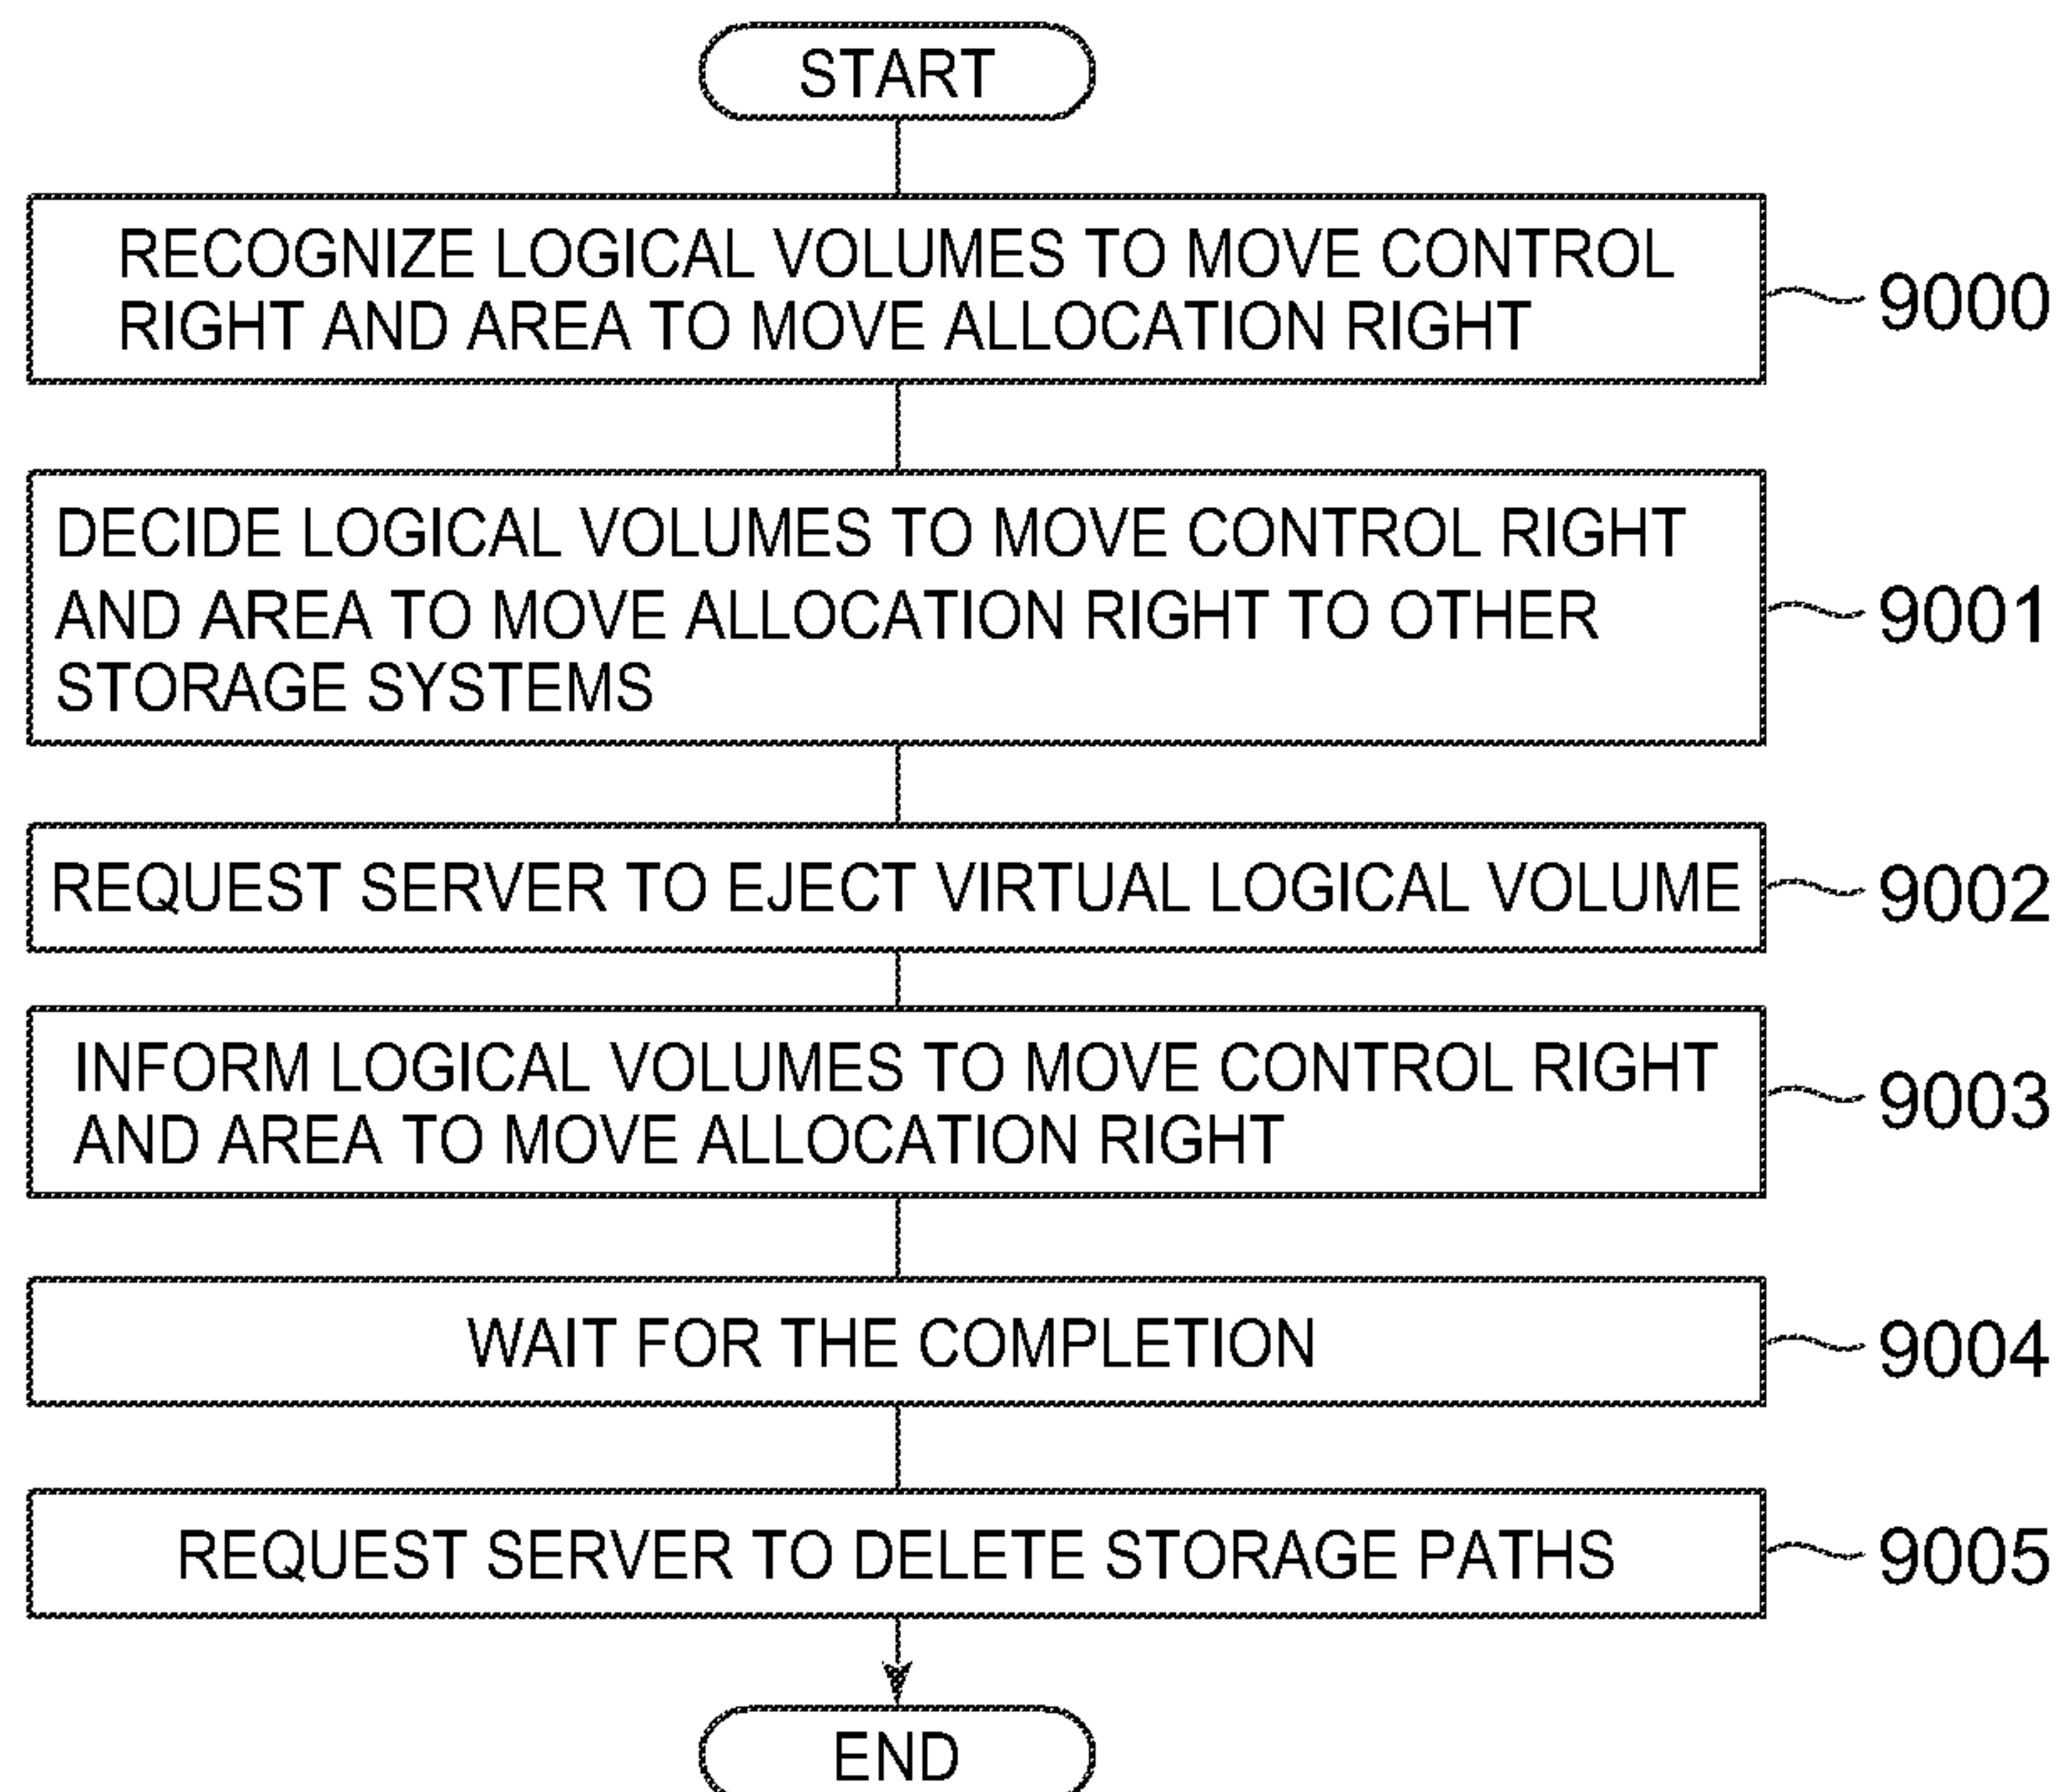 START
RECOGNIZE LOGICAL VOLUMES TO MOVE CONTROL
RIGHT AND AREA TO MOVE ALLOCATION RIGHT
9000
DECIDE LOGICAL VOLUMES TO MOVE CONTROL RIGHT
AND AREA TO MOVE ALLOCATION RIGHT TO OTHER
STORAGE SYSTEMS
9001
REQUEST SERVER TO EJECT VIRTUAL LOGICAL VOLUME
9002
INFORM LOGICAL VOLUMES TO MOVE CONTROL RIGHT
AND AREA TO MOVE ALLOCATION RIGHT
9003
WAIT FOR THE COMPLETION
9004
REQUEST SERVER TO DELETE STORAGE PATHS
9005
END